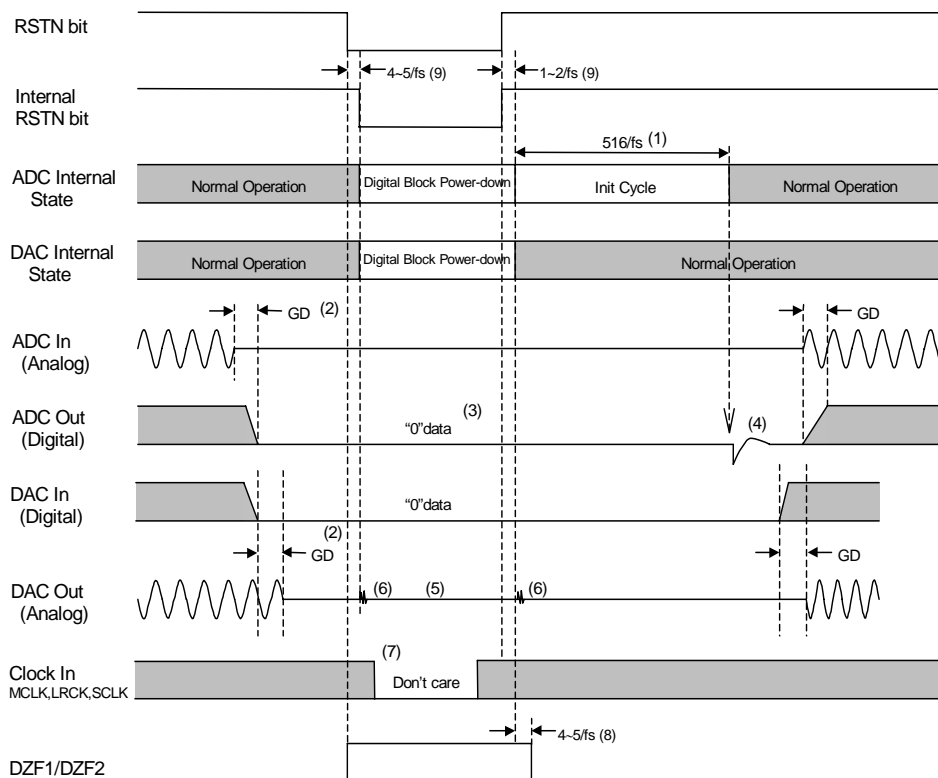 RSTN bit
4~5/fs (9)
1~2/fs (9)
Internal
RSTN bit
516/fs (1)
ADC Internal
State
Normal Operation
Digital Block Power-down
Init Cycle
Normal Operation
DAC Internal
State
Normal Operation
Digital Block Power-down
Normal Operation
GD (2)
GD
ADC In
(Analog)
ADC Out
(Digital)
"0"data
(3)
(4)
DAC In
(Digital)
"0"data
(2)
GD
GD
DAC Out
(Analog)
(6)
(5)
(6)
Clock In
MCLK,LRCK,SCLK
(7)
Don't care
4~5/fs (8)
DZF1/DZF2